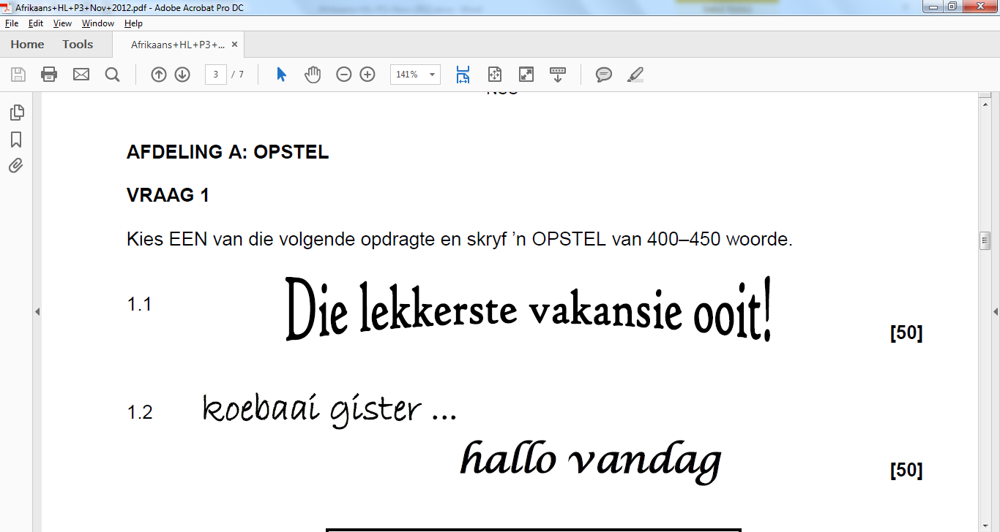 Afrikaans+HL+P3+Nov+2012.pdf - Adobe Acrobat Pro DC
File Edit View Window Help
Home Tools Afrikaans+HL+P3+... ×
3 / 7 141%
AFDELING A: OPSTEL
VRAAG 1
Kies EEN van die volgende opdragte en skryf ’n OPSTEL van 400–450 woorde.
1.1 Die lekkerste vakansie ooit!
[50]
1.2 koebaai gister ...
hallo vandag
[50]